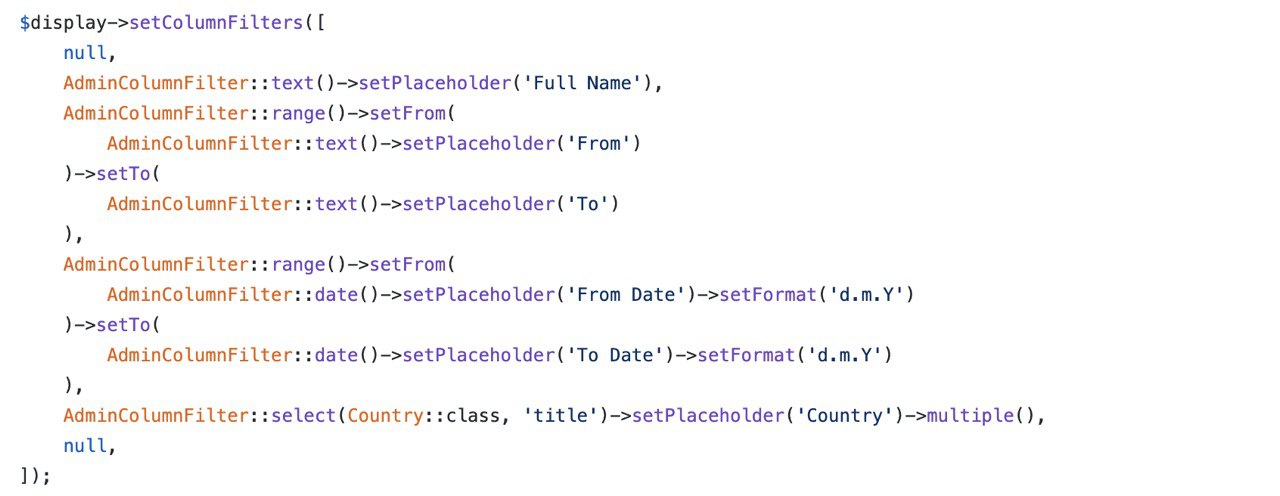 $display->setColumnFilters([
    null,
    AdminColumnFilter::text()->setPlaceholder('Full Name'),
    AdminColumnFilter::range()->setFrom(
        AdminColumnFilter::text()->setPlaceholder('From')
    )->setTo(
        AdminColumnFilter::text()->setPlaceholder('To')
    ),
    AdminColumnFilter::range()->setFrom(
        AdminColumnFilter::date()->setPlaceholder('From Date')->setFormat('d.m.Y')
    )->setTo(
        AdminColumnFilter::date()->setPlaceholder('To Date')->setFormat('d.m.Y')
    ),
    AdminColumnFilter::select(Country::class, 'title')->setPlaceholder('Country')->multiple(),
    null,
]);